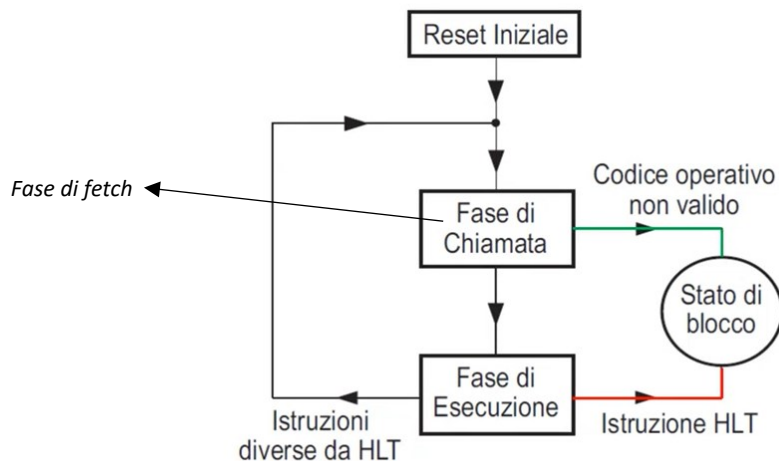 Reset Iniziale
Fase di fetch
Fase di
Chiamata
Codice operativo
non valido
Stato di
blocco
Fase di
Esecuzione
Istruzioni
diverse da HLT
Istruzione HLT